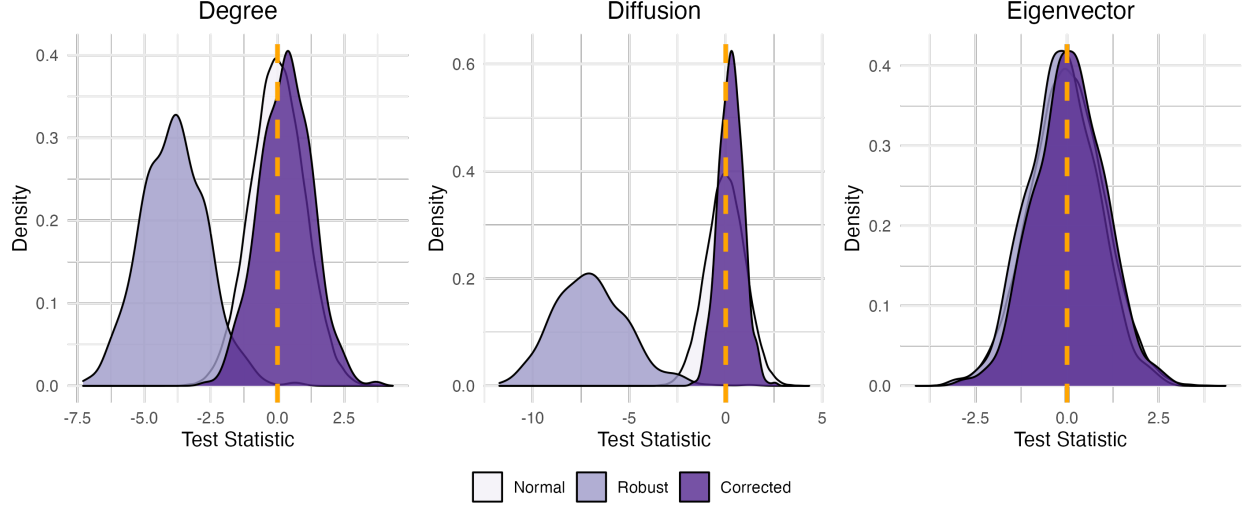 Degree
Diffusion
Eigenvector
Density
0.4
0.3
0.2
0.1
0.0
-7.5 -5.0 -2.5 0.0 2.5
Test Statistic
Density
0.6
0.4
0.2
0.0
-10 -5 0 5
Test Statistic
Density
0.4
0.3
0.2
0.1
0.0
-2.5 0.0 2.5
Test Statistic
Normal Robust Corrected